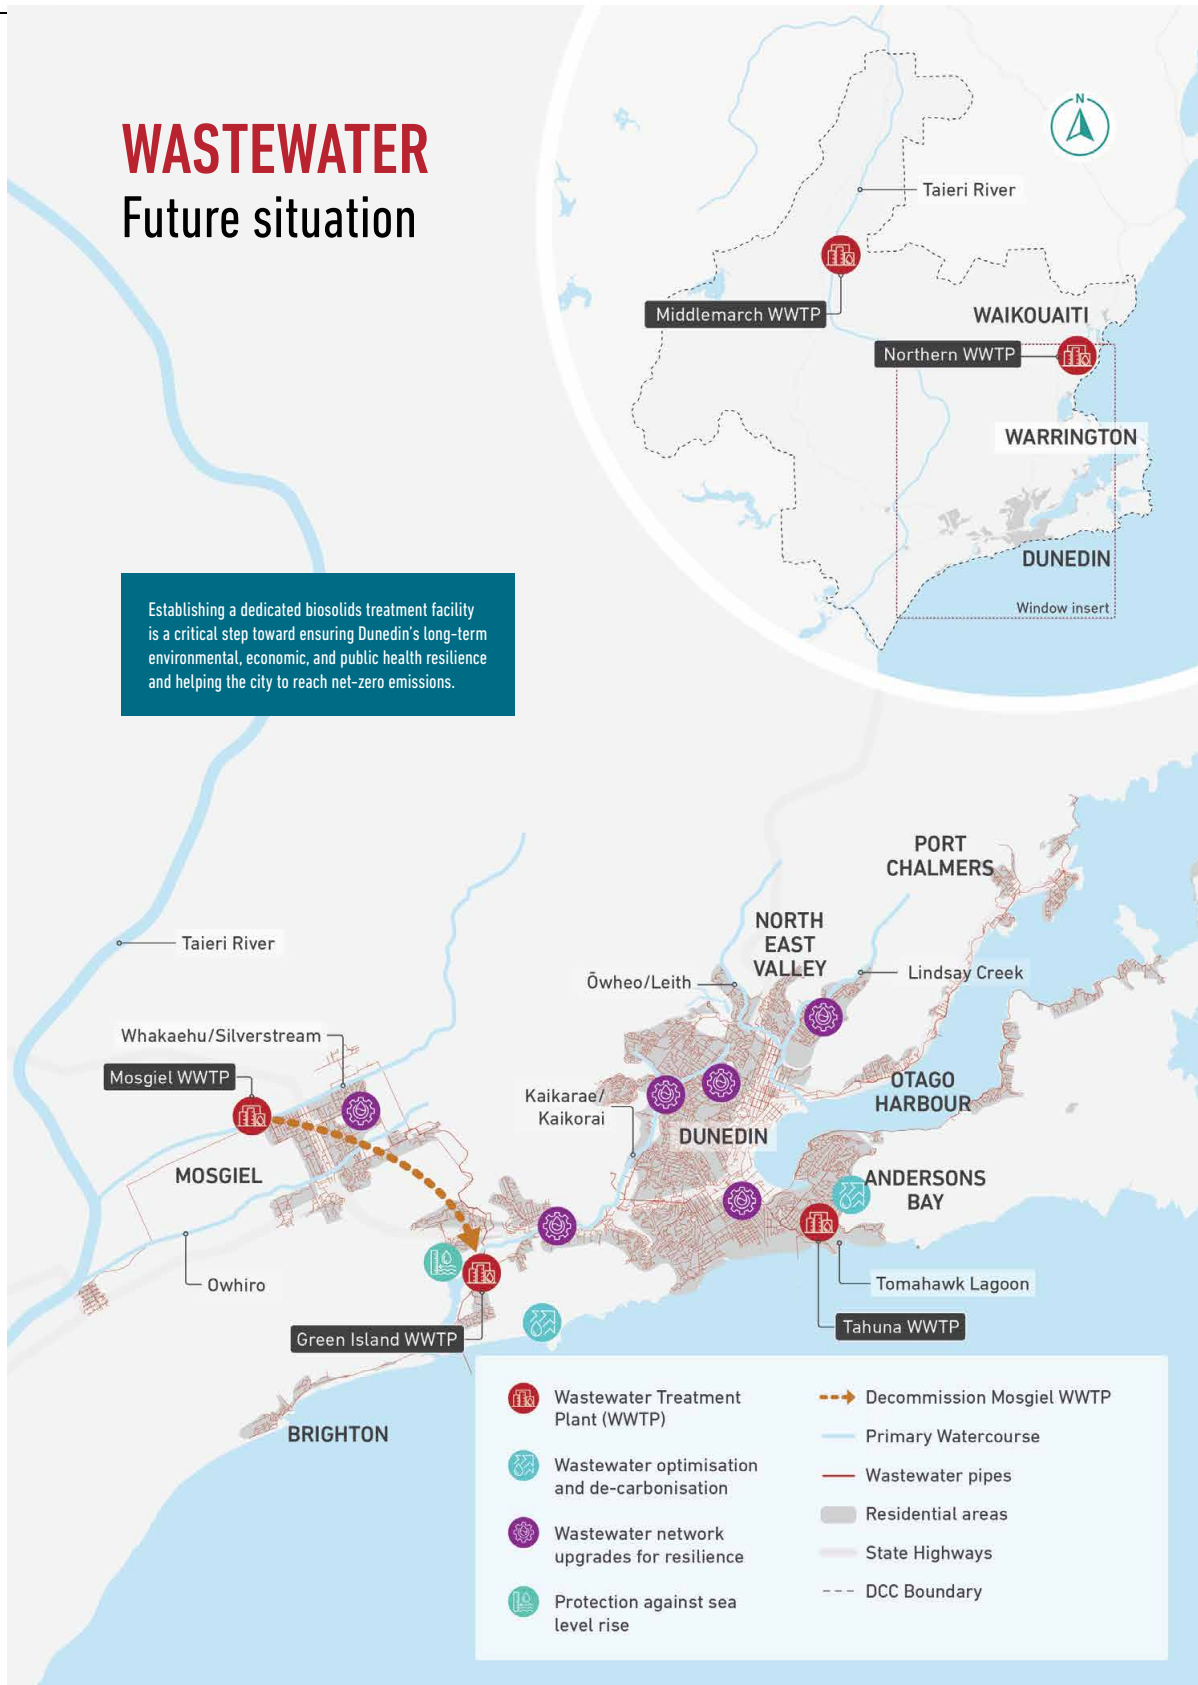 WASTEWATER
Future situation
N
Taieri River
Middlemarch WWTP
WAIKOUAITI
Northern WWTP
WARRINGTON
DUNEDIN
Window insert
Establishing a dedicated biosolids treatment facility
is a critical step toward ensuring Dunedin's long-term
environmental, economic, and public health resilience
and helping the city to reach net-zero emissions.
PORT
CHALMERS
NORTH
EAST
VALLEY
Taieri River
Ōwheo/Leith
Lindsay Creek
Whakaehu/Silverstream
Mosgiel WWTP
Kaikarae/
Kaikorai
OTAGO
HARBOUR
DUNEDIN
MOSGIEL
ANDERSONS
BAY
Owhiro
Tomahawk Lagoon
Green Island WWTP
Tahuna WWTP
BRIGHTON
Wastewater Treatment
Plant (WWTP)
Wastewater optimisation
and de-carbonisation
Wastewater network
upgrades for resilience
Protection against sea
level rise
Decommission Mosgiel WWTP
Primary Watercourse
Wastewater pipes
Residential areas
State Highways
DCC Boundary